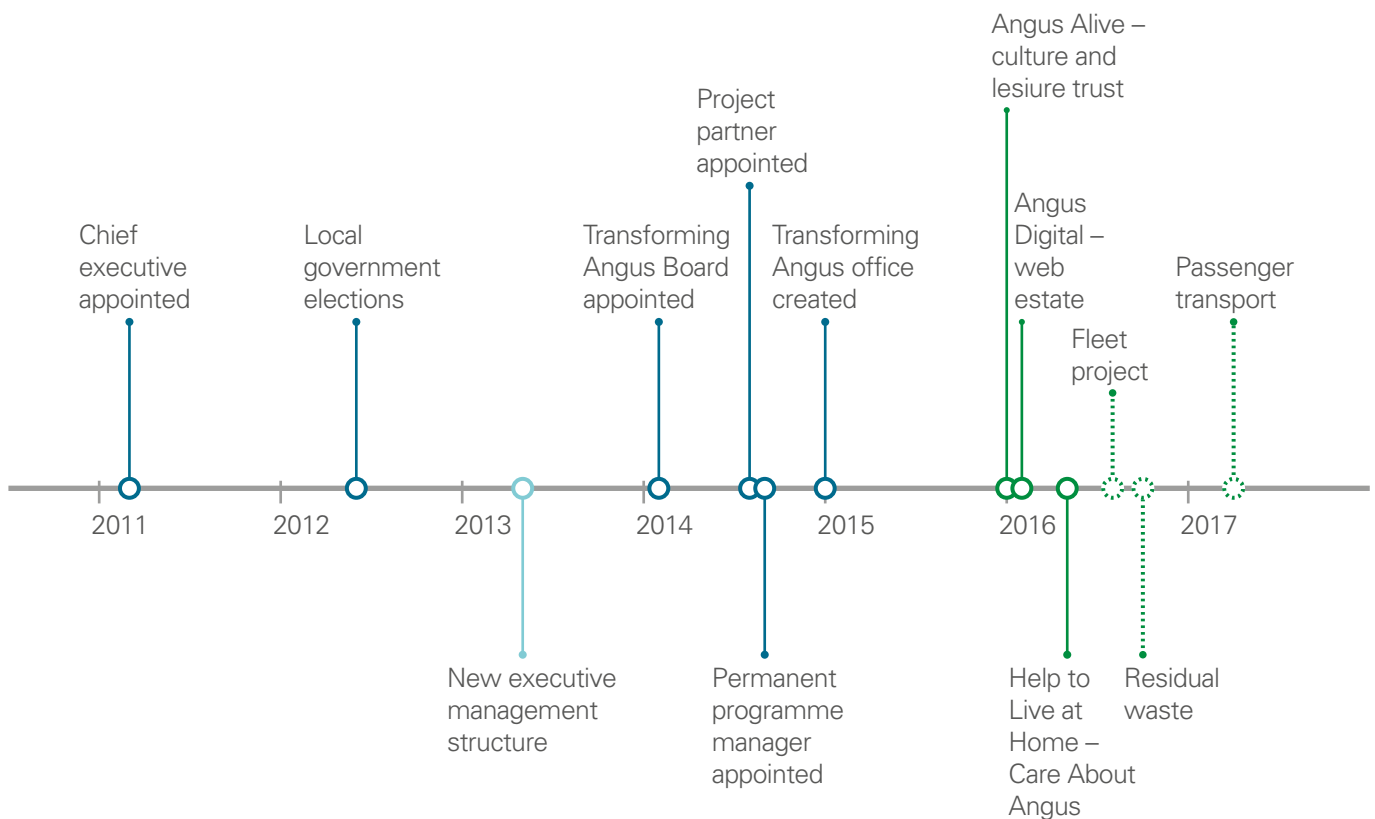 Angus Alive –
culture and
lesiure trust
Project
partner
appointed
Angus
Digital –
web
estate
Chief
executive
appointed
Local
government
elections
Transforming
Angus Board
appointed
Transforming
Angus office
created
Passenger
transport
Fleet
project
2011
2012
2013
2014
2015
2016
2017
New executive
management
structure
Permanent
programme
manager
appointed
Help to
Live at
Home –
Care About
Angus
Residual
waste